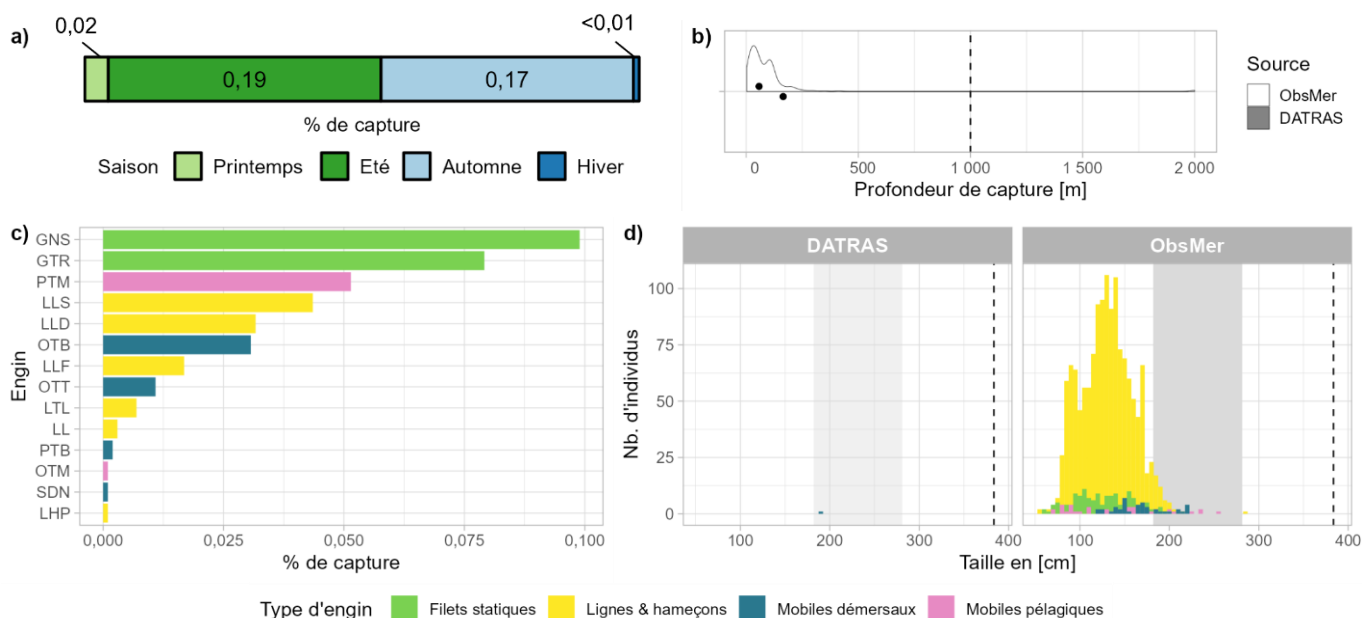 a)
0,02
<0,01
0,19
0,17
% de capture
Saison
Printemps
Eté
Automne
Hiver
b)
0
500
1 000
1 500
2 000
Profondeur de capture [m]
Source
ObsMer
DATRAS
c)
Engin
GNS
GTR
PTM
LLS
LLD
OTB
LLF
OTT
LTL
LL
PTB
OTM
SDN
LHP
0,000
0,025
0,050
0,075
0,100
% de capture
d)
DATRAS
ObsMer
Nb. d'individus
100
75
50
25
0
100
200
300
400
100
200
300
400
Taille en [cm]
Type d'engin
Filets statiques
Lignes & hameçons
Mobiles démersaux
Mobiles pélagiques